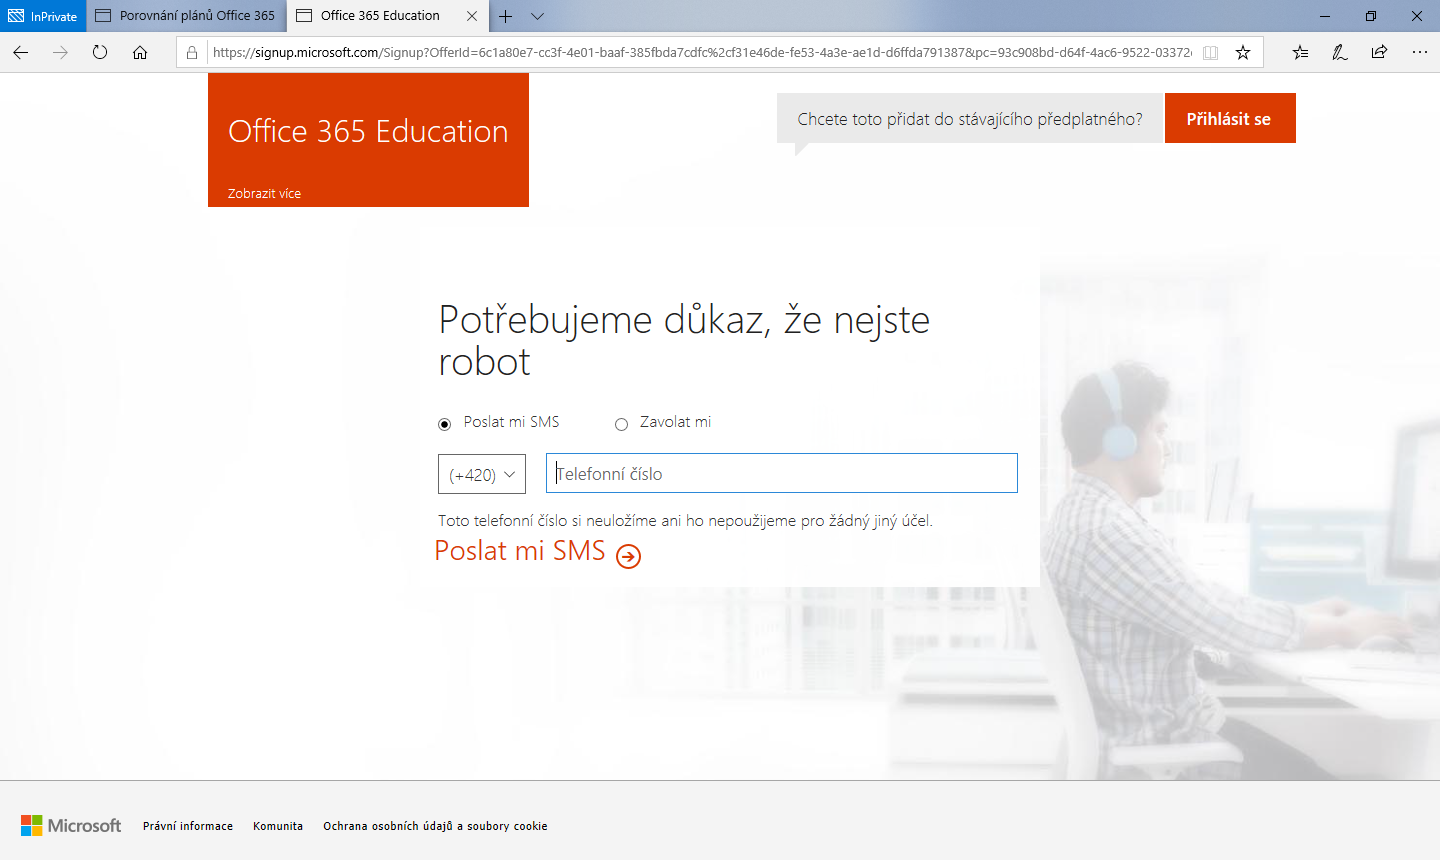 InPrivate
Porovnání plánů Office 365
Office 365 Education
https://signup.microsoft.com/Signup?OfferId=6c1a80e7-cc3f-4e01-baaf-385fbda7cdfc%2cf31e46de-fe53-4a3e-ae1d-d6ffda791387&pc=93c908bd-d64f-4ac6-9522-03372
Office 365 Education
Zobrazit více
Chcete toto přidat do stávajícího předplatného?
Přihlásit se
Potřebujeme důkaz, že nejste
robot
Poslat mi SMS
Zavolat mi
(+420)
Telefonní číslo
Toto telefonní číslo si neuložíme ani ho nepoužijeme pro žádný jiný účel.
Poslat mi SMS
Microsoft
Právní informace
Komunita
Ochrana osobních údajů a soubory cookie